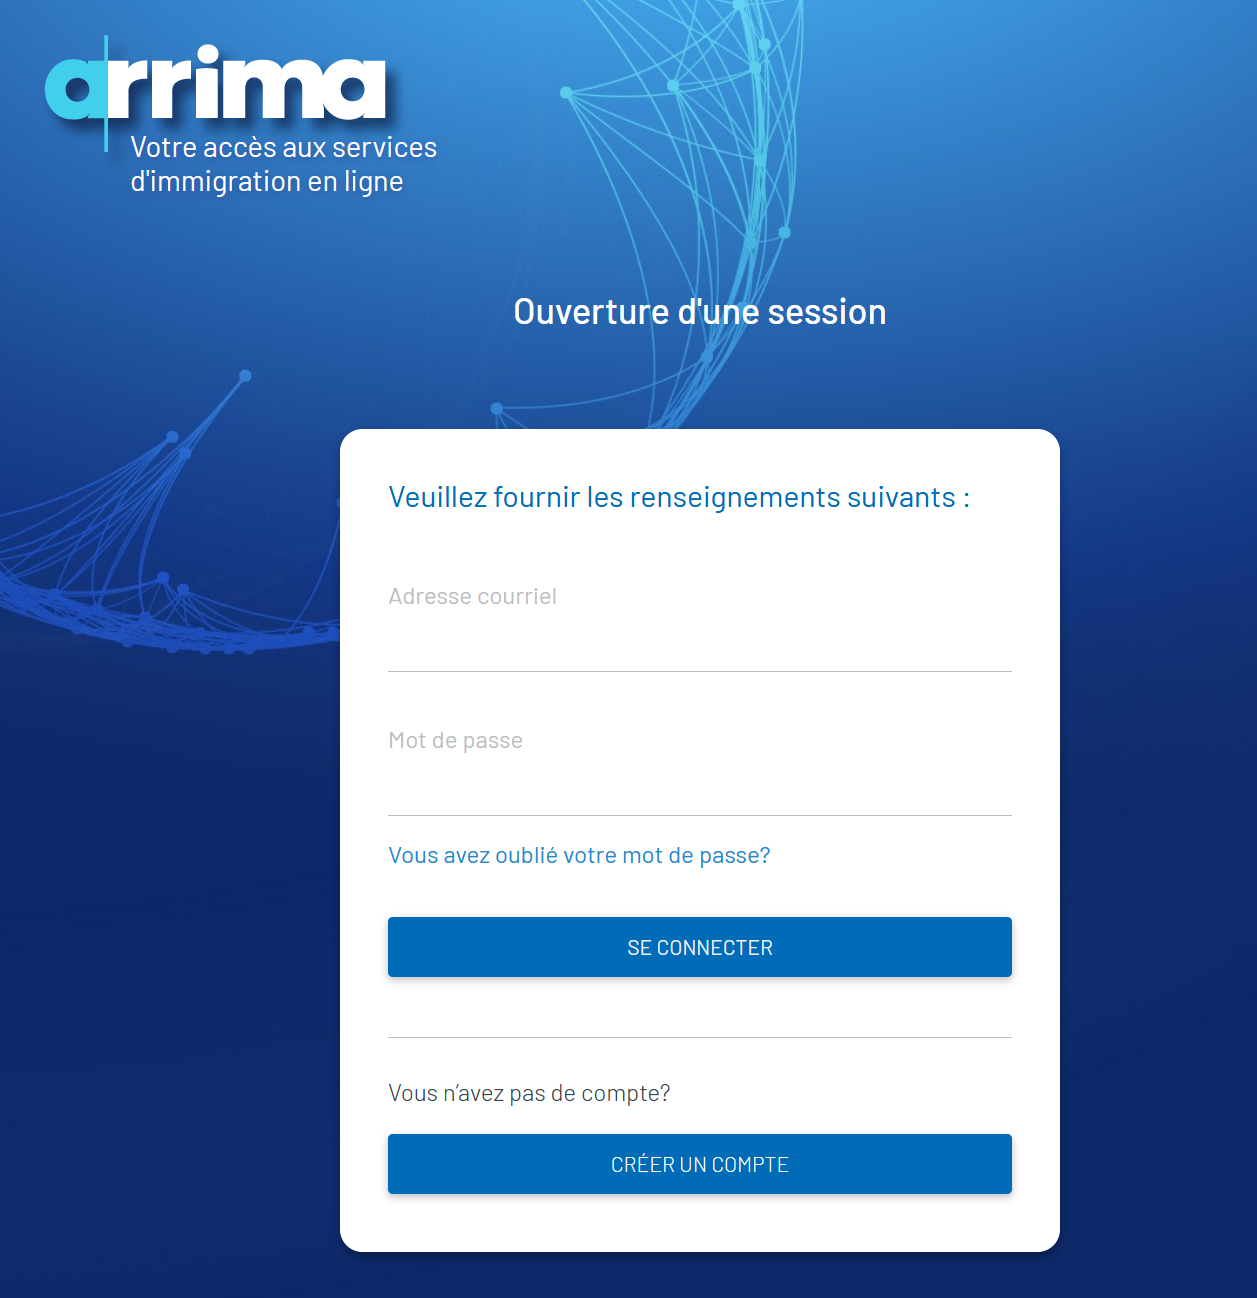 arrima
Votre accès aux services
d'immigration en ligne
Ouverture d'une session
Veuillez fournir les renseignements suivants :
Adresse courriel
Mot de passe
Vous avez oublié votre mot de passe?
SE CONNECTER
Vous n’avez pas de compte?
CRÉER UN COMPTE